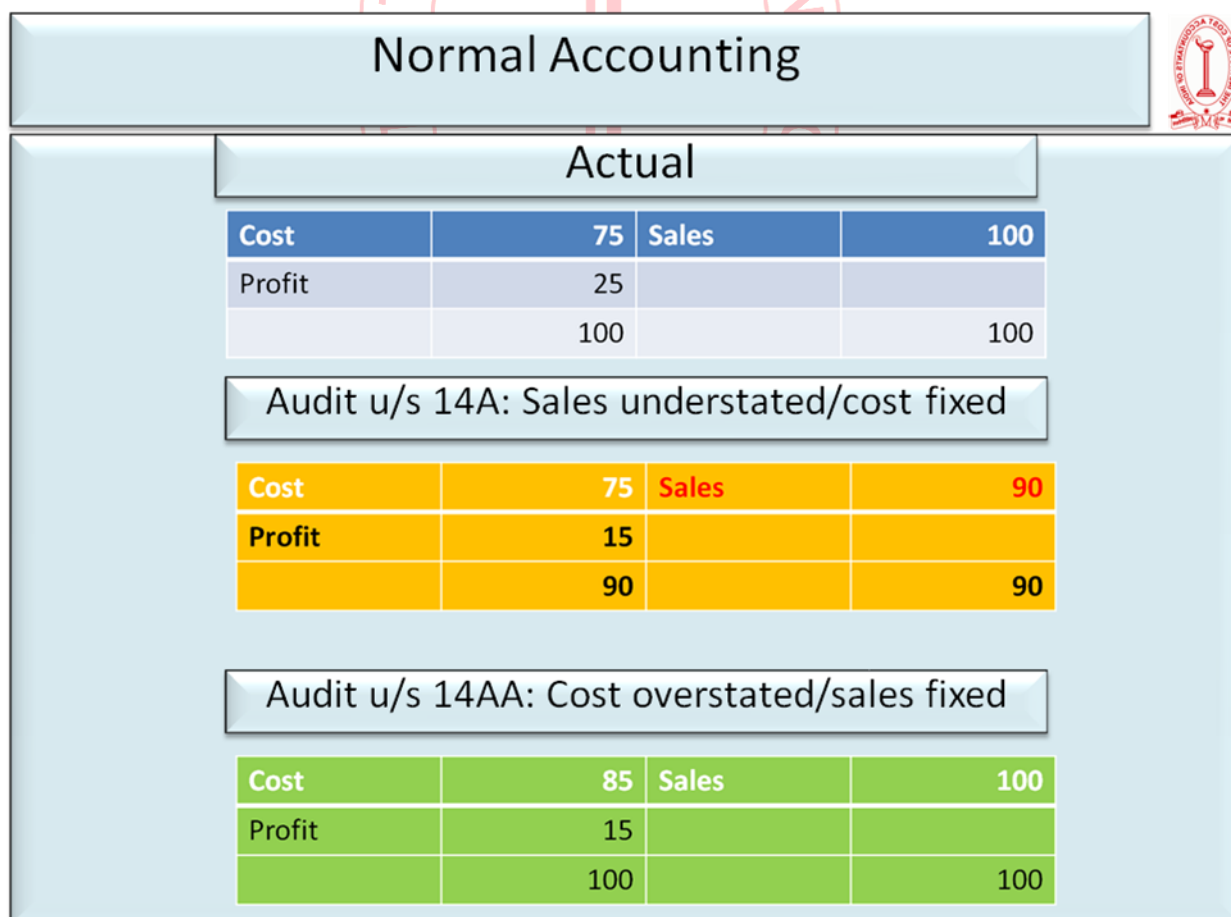 Normal Accounting
Actual
Cost 75 Sales 100
Profit 25
100 100
Audit u/s 14A: Sales understated/cost fixed
Cost 75 Sales 90
Profit 15
90 90
Audit u/s 14AA: Cost overstated/sales fixed
Cost 85 Sales 100
Profit 15
100 100